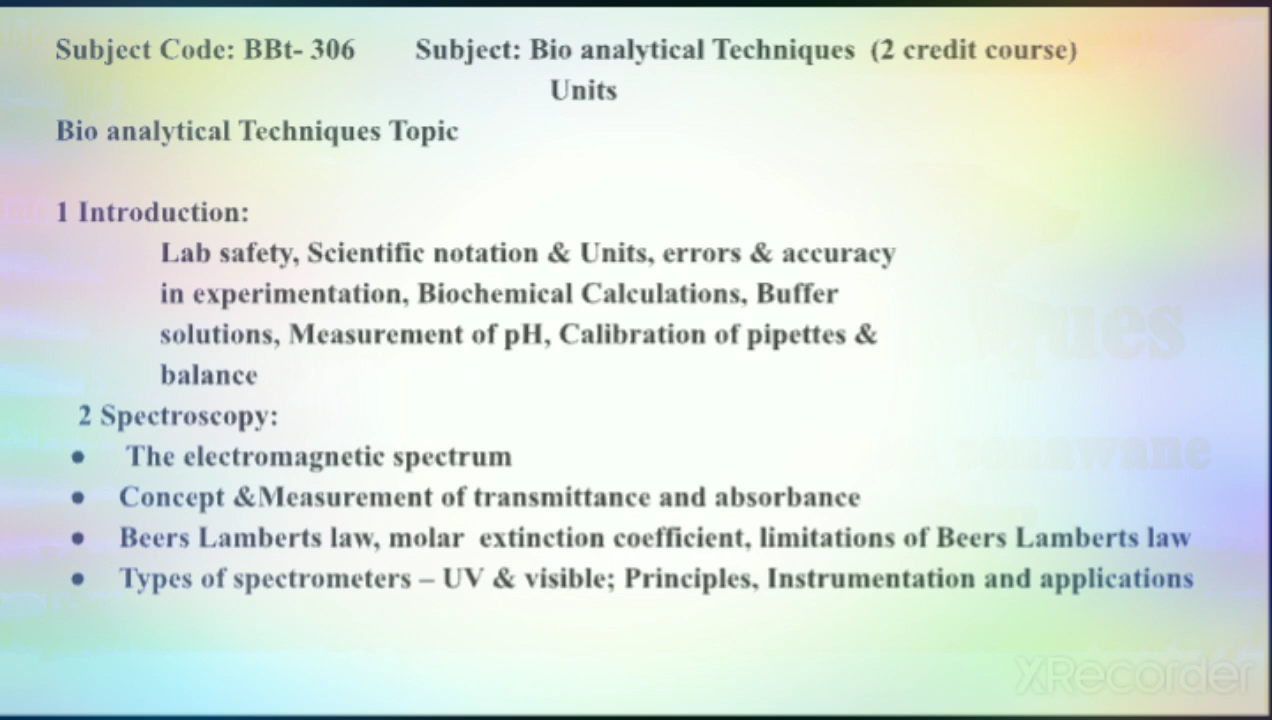 Subject Code: BBt- 306 Subject: Bio analytical Techniques (2 credit course)
Units
Bio analytical Techniques Topic
1 Introduction:
Lab safety, Scientific notation & Units, errors & accuracy
in experimentation, Biochemical Calculations, Buffer
solutions, Measurement of pH, Calibration of pipettes &
balance
2 Spectroscopy:
• The electromagnetic spectrum
• Concept &Measurement of transmittance and absorbance
• Beers Lamberts law, molar extinction coefficient, limitations of Beers Lamberts law
• Types of spectrometers – UV & visible; Principles, Instrumentation and applications
XRecorder